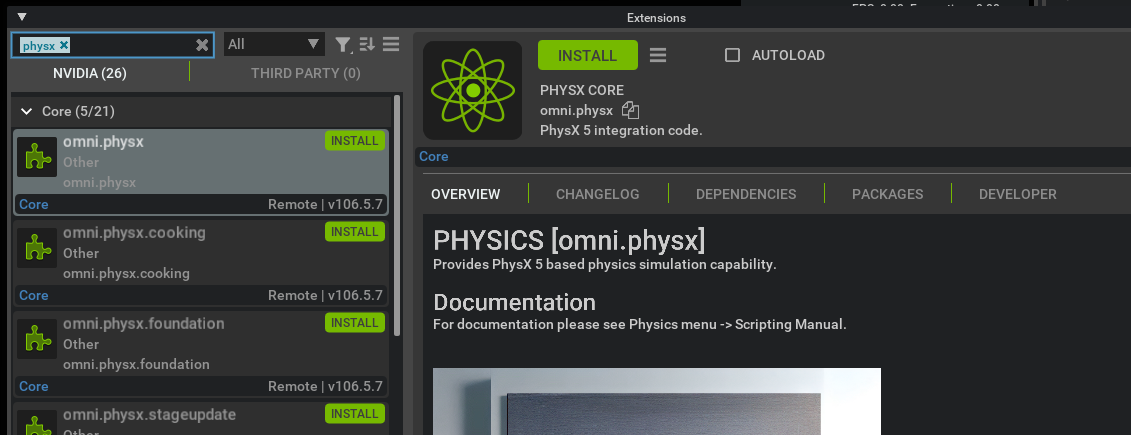 Extensions
physx
All
NVIDIA (26)
THIRD PARTY (0)
Core (5/21)
omni.physx
INSTALL
Other
omni.physx
Core
Remote | v106.5.7
omni.physx.cooking
INSTALL
Other
omni.physx.cooking
Core
Remote | v106.5.7
omni.physx.foundation
INSTALL
Other
omni.physx.foundation
Core
Remote | v106.5.7
omni.physx.stageupdate
INSTALL
Other
INSTALL
AUTOLOAD
PHYSX CORE
omni.physx
PhysX 5 integration code.
Core
OVERVIEW
CHANGELOG
DEPENDENCIES
PACKAGES
DEVELOPER
PHYSICS [omni.physx]
Provides PhysX 5 based physics simulation capability.
Documentation
For documentation please see Physics menu -> Scripting Manual.